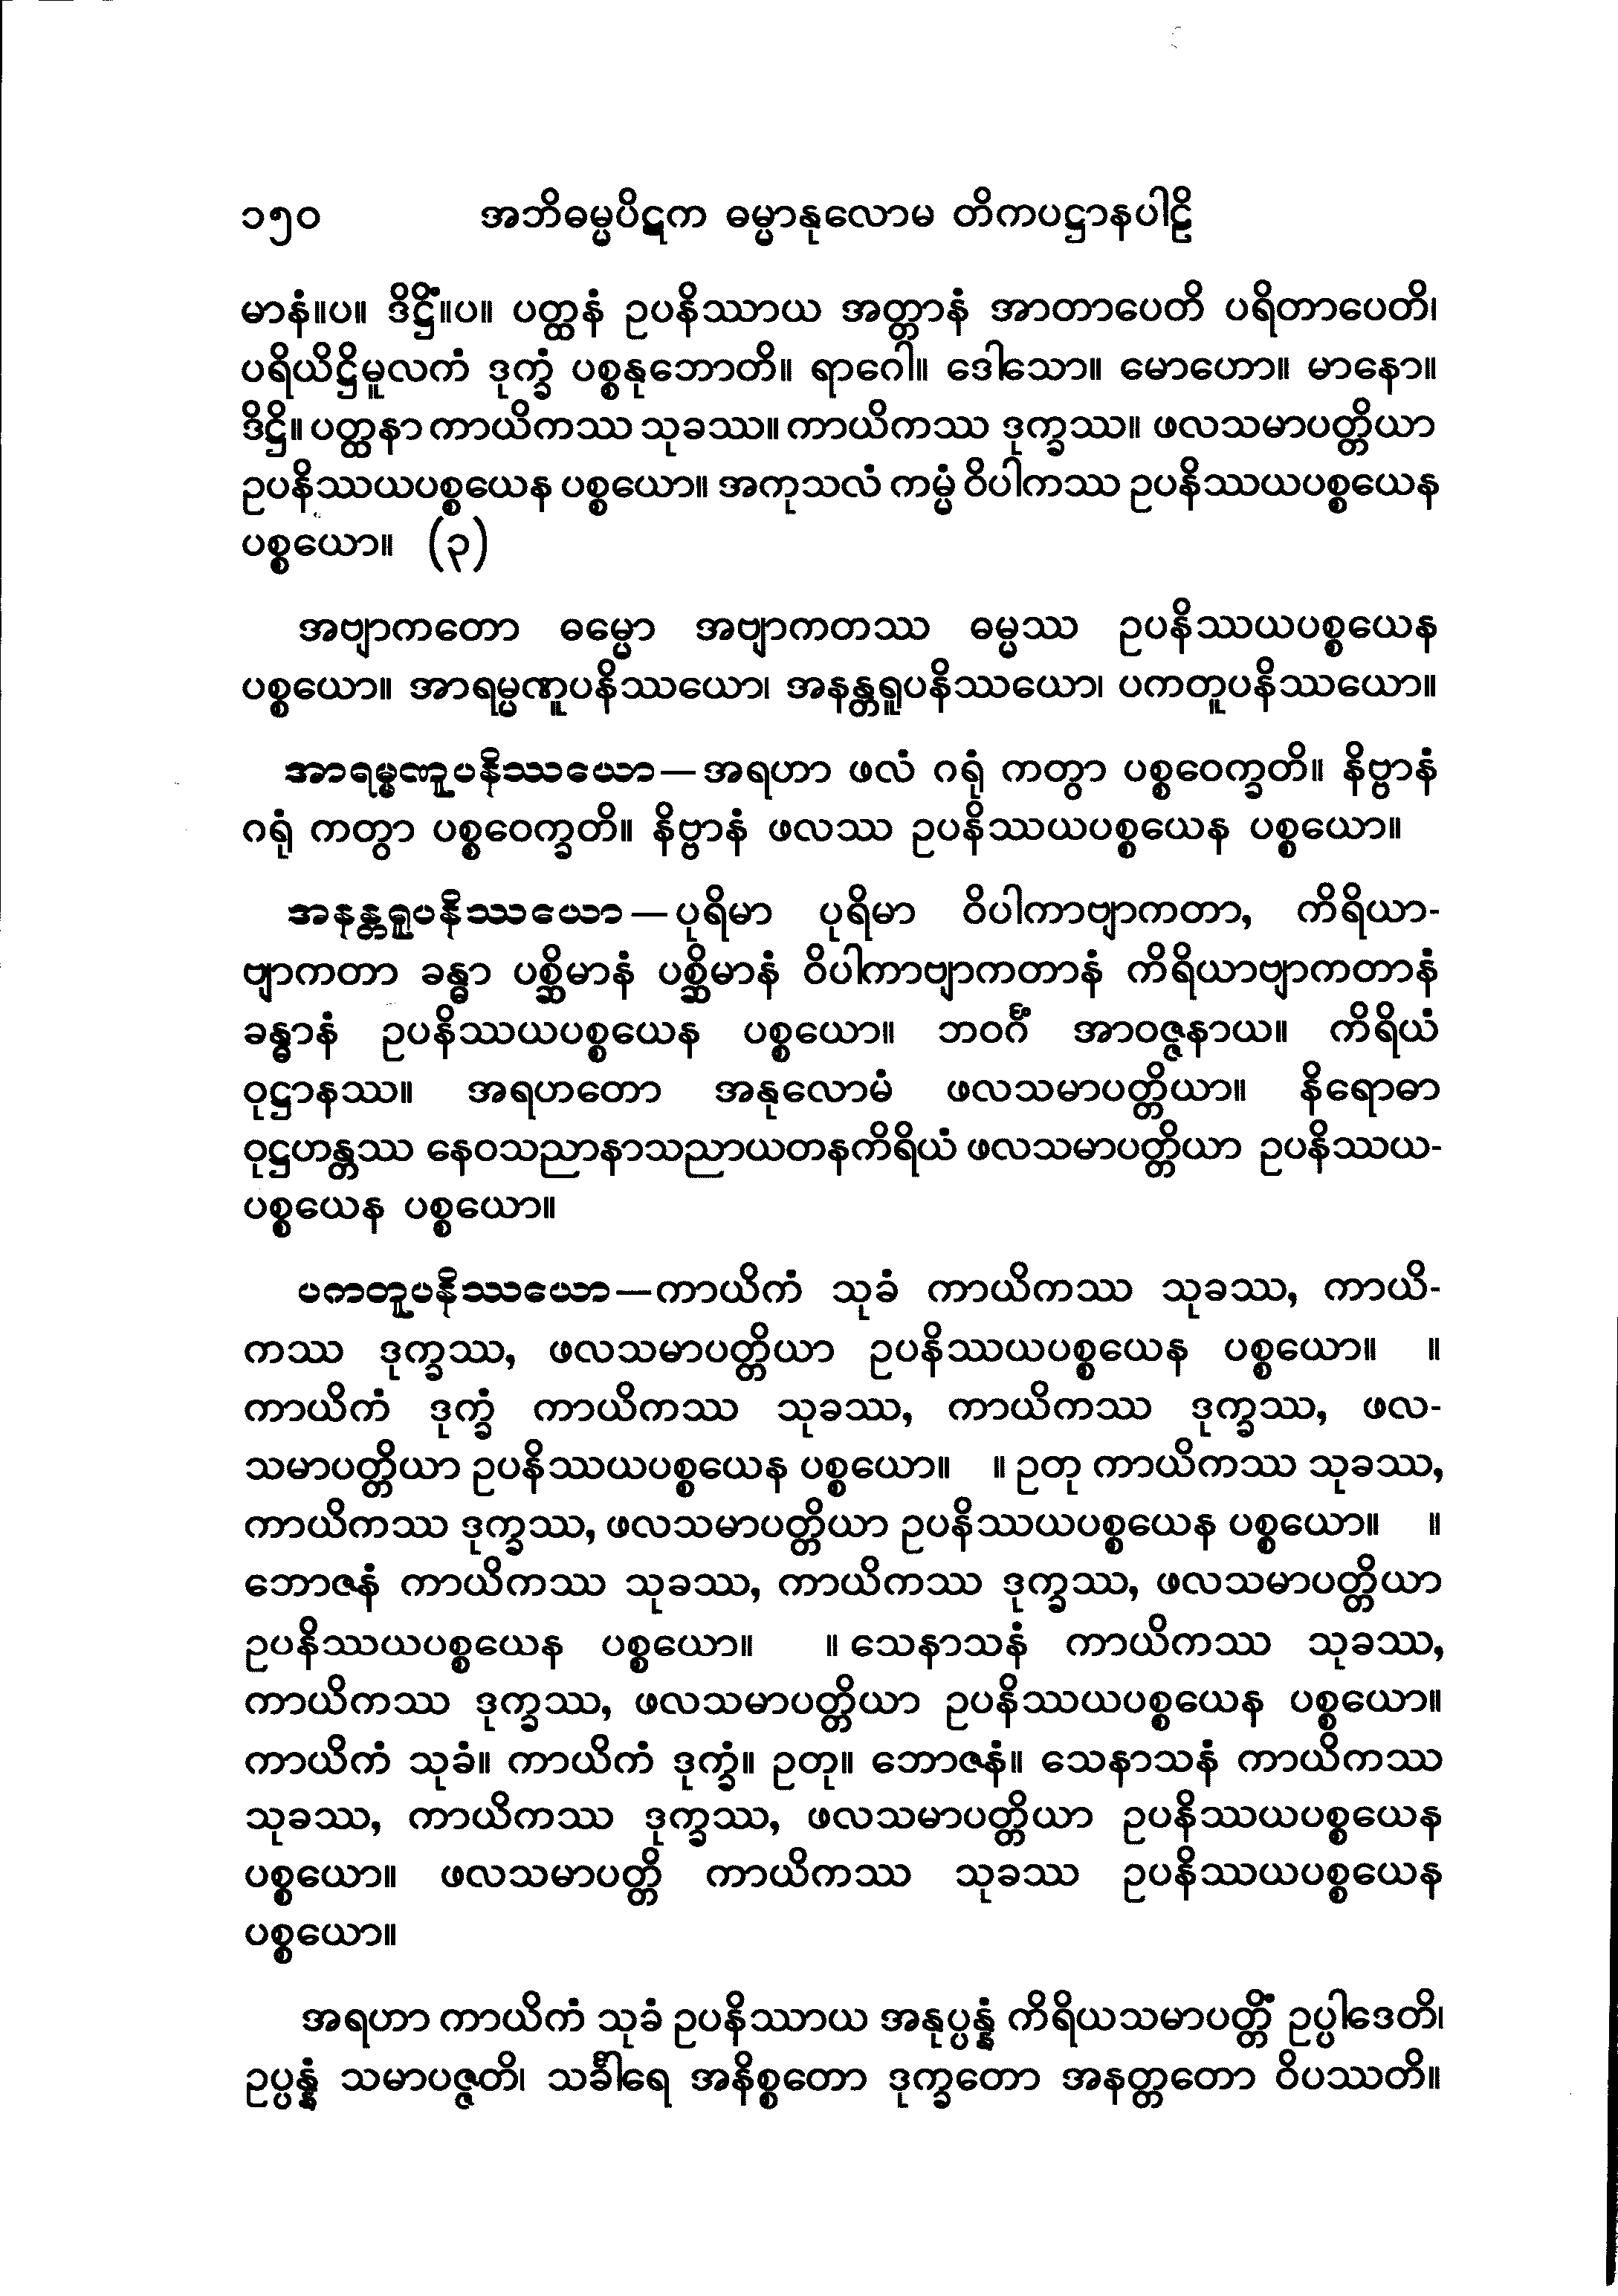 ၁၅၀ အဘိဓမ္မပိဋက ဓမ္မာနုလောမ တိကပဋ္ဌာနပါဠိ
မာနံ။ပ။ ဒိဋ္ဌိံ။ပ။ ပတ္ထနံ ဥပနိဿာယ အတ္တာနံ အာတာပေတိ ပရိတာပေတိ၊
ပရိယိဋ္ဌိမူလကံ ဒုက္ခံ ပစ္စနုဘောတိ။ ရာဂေါ။ ဒေါသော။ မောဟော။ မာနော။
ဒိဋ္ဌိ။ ပတ္ထနာ ကာယိကဿ သုခဿ။ ကာယိကဿ ဒုက္ခဿ။ ဖလသမာပတ္တိယာ
ဥပနိဿယပစ္စယေန ပစ္စယော။ အကုသလံ ကမ္မံ ဝိပါကဿ ဥပနိဿယပစ္စယေန
ပစ္စယော။ (၃)
အဗျာကတော ဓမ္မော အဗျာကတဿ ဓမ္မဿ ဥပနိဿယပစ္စယေန
ပစ္စယော။ အာရမ္မဏူပနိဿယော၊ အနန္တရူပနိဿယော၊ ပကတူပနိဿယော။
အာရမ္မဏူပနိဿယော—အရဟာ ဖလံ ဂရုံ ကတွာ ပစ္စဝေက္ခတိ။ နိဗ္ဗာနံ
ဂရုံ ကတွာ ပစ္စဝေက္ခတိ။ နိဗ္ဗာနံ ဖလဿ ဥပနိဿယပစ္စယေန ပစ္စယော။
အနန္တရူပနိဿယော—ပုရိမာ ပုရိမာ ဝိပါကာဗျာကတာ, ကိရိယာ-
ဗျာကတာ ခန္ဓာ ပစ္ဆိမာနံ ပစ္ဆိမာနံ ဝိပါကာဗျာကတာနံ ကိရိယာဗျာကတာနံ
ခန္ဓာနံ ဥပနိဿယပစ္စယေန ပစ္စယော။ ဘဝင်္ဂံ အာဝဇ္ဇနာယ။ ကိရိယံ
ဝုဋ္ဌာနဿ။ အရဟတော အနုလောမံ ဖလသမာပတ္တိယာ။ နိရောဓာ
ဝုဋ္ဌဟန္တဿ နေဝသညာနာသညာယတနကိရိယံ ဖလသမာပတ္တိယာ ဥပနိဿယ-
ပစ္စယေန ပစ္စယော။
ပကတူပနိဿယော—ကာယိကံ သုခံ ကာယိကဿ သုခဿ, ကာယိ-
ကဿ ဒုက္ခဿ, ဖလသမာပတ္တိယာ ဥပနိဿယပစ္စယေန ပစ္စယော။ ။
ကာယိကံ ဒုက္ခံ ကာယိကဿ သုခဿ, ကာယိကဿ ဒုက္ခဿ, ဖလ-
သမာပတ္တိယာ ဥပနိဿယပစ္စယေန ပစ္စယော။ ။ ဥတု ကာယိကဿ သုခဿ,
ကာယိကဿ ဒုက္ခဿ, ဖလသမာပတ္တိယာ ဥပနိဿယပစ္စယေန ပစ္စယော။ ။
ဘောဇနံ ကာယိကဿ သုခဿ, ကာယိကဿ ဒုက္ခဿ, ဖလသမာပတ္တိယာ
ဥပနိဿယပစ္စယေန ပစ္စယော။ ။ သေနာသနံ ကာယိကဿ သုခဿ,
ကာယိကဿ ဒုက္ခဿ, ဖလသမာပတ္တိယာ ဥပနိဿယပစ္စယေန ပစ္စယော။
ကာယိကံ သုခံ။ ကာယိကံ ဒုက္ခံ။ ဥတု။ ဘောဇနံ။ သေနာသနံ ကာယိကဿ
သုခဿ, ကာယိကဿ ဒုက္ခဿ, ဖလသမာပတ္တိယာ ဥပနိဿယပစ္စယေန
ပစ္စယော။ ဖလသမာပတ္တိ ကာယိကဿ သုခဿ ဥပနိဿယပစ္စယေန
ပစ္စယော။
အရဟာ ကာယိကံ သုခံ ဥပနိဿာယ အနုပ္ပန္နံ ကိရိယသမာပတ္တိံ ဥပ္ပါဒေတိ၊
ဥပ္ပန္နံ သမာပဇ္ဇတိ၊ သင်္ခါရေ အနိစ္စတော ဒုက္ခတော အနတ္တတော ဝိပဿတိ။